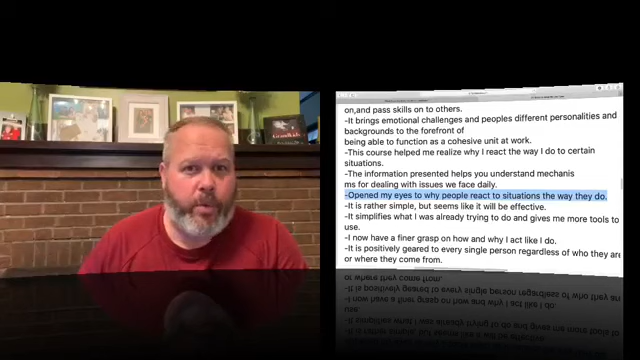 on,and pass skills on to others.
-It brings emotional challenges and peoples different personalities and
backgrounds to the forefront of
being able to function as a cohesive unit at work.
-This course helped me realize why I react the way I do to certain
situations.
-The information presented helps you understand mechanis
ms for dealing with issues we face daily.
-Opened my eyes to why people react to situations the way they do.
-It is rather simple, but seems like it will be effective.
-It simplifies what I was already trying to do and gives me more tools to
use.
-I now have a finer grasp on how and why I act like I do.
-It is positively geared to every single person regardless of who they are
or where they come from.